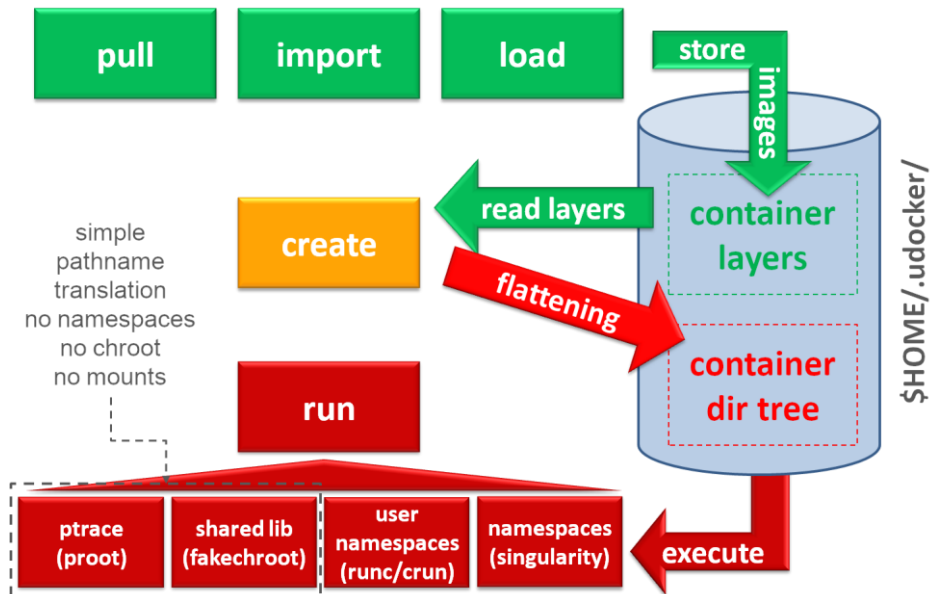 pull
import
load
store
images
$HOME/.udocker/
read layers
container
layers
create
simple
pathname
translation
no namespaces
no chroot
no mounts
flattening
container
dir tree
run
ptrace
(proot)
shared lib
(fakechroot)
user
namespaces
(runc/crun)
namespaces
(singularity)
execute